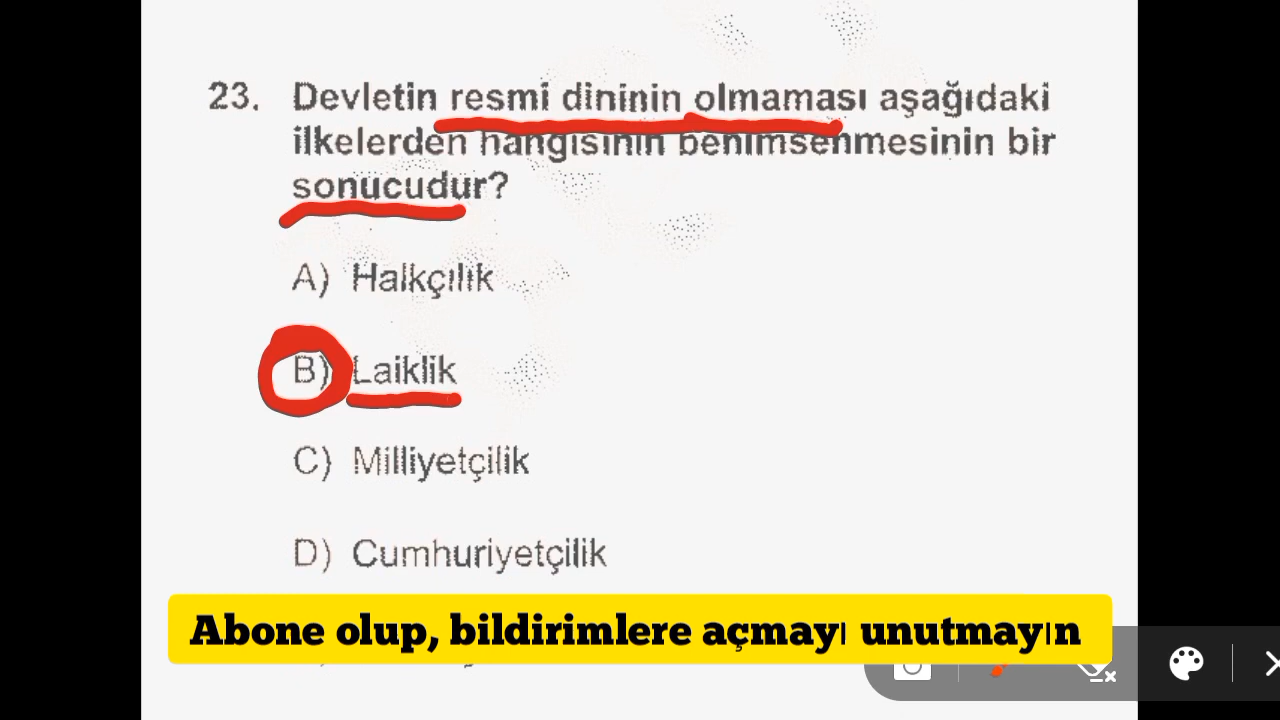 23. Devletin resmi dininin olmaması aşağıdaki
ilkelerden hangisinin benimsenmesinin bir
sonucudur?
A) Halkçılık
B) Laiklik
C) Milliyetçilik
D) Cumhuriyetçilik
Abone olup, bildirimlere açmayı unutmayın